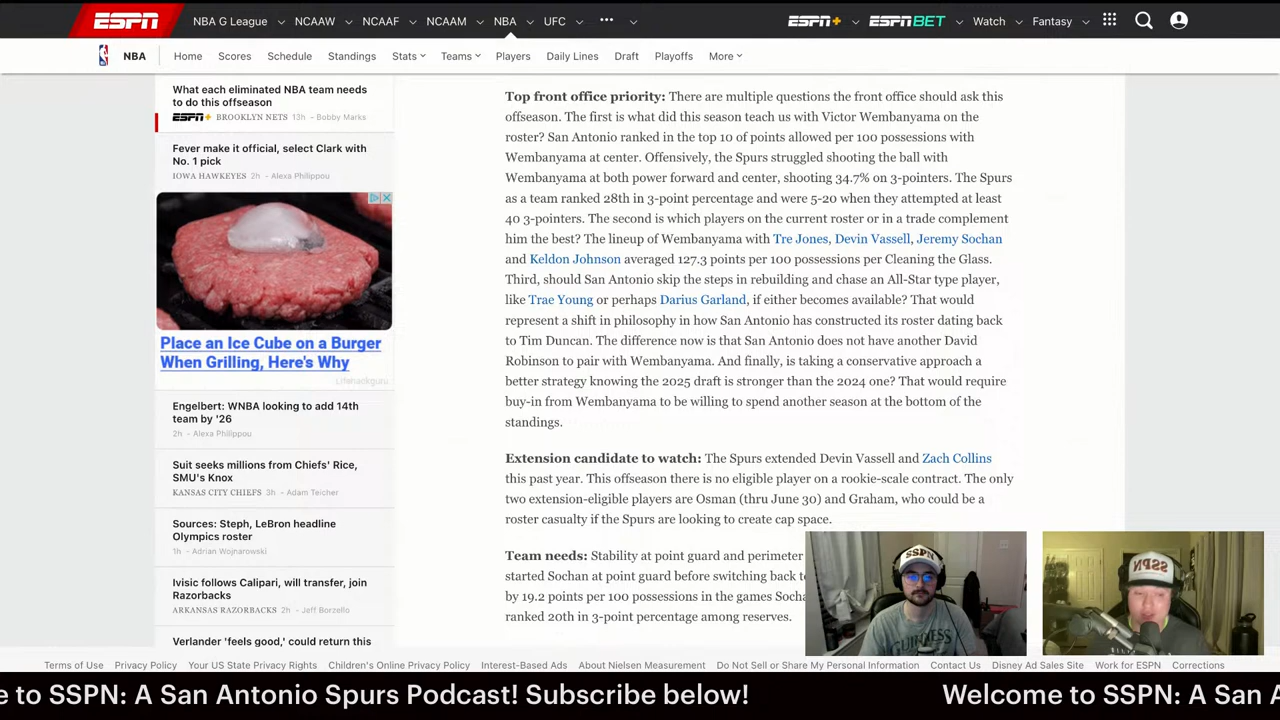 ESPN
NBA G League
NCAAW
NCAAF
NCAAM
NBA
UFC
ESPN+
ESPN BET
Watch
Fantasy
NBA
Home
Scores
Schedule
Standings
Stats
Teams
Players
Daily Lines
Draft
Playoffs
More
What each eliminated NBA team needs
to do this offseason
ESPN+ BROOKLYN NETS 13h - Bobby Marks
Fever make it official, select Clark with
No. 1 pick
IOWA HAWKEYES 2h - Alexa Philippou
Place an Ice Cube on a Burger
When Grilling, Here's Why
Lifehackguru
Engelbert: WNBA looking to add 14th
team by '26
2h - Alexa Philippou
Suit seeks millions from Chiefs' Rice,
SMU's Knox
KANSAS CITY CHIEFS 3h - Adam Teicher
Sources: Steph, LeBron headline
Olympics roster
1h - Adrian Wojnarowski
Ivisic follows Calipari, will transfer, join
Razorbacks
ARKANSAS RAZORBACKS 2h - Jeff Borzello
Verlander 'feels good,' could return this
Top front office priority: There are multiple questions the front office should ask this
offseason. The first is what did this season teach us with Victor Wembanyama on the
roster? San Antonio ranked in the top 10 of points allowed per 100 possessions with
Wembanyama at center. Offensively, the Spurs struggled shooting the ball with
Wembanyama at both power forward and center, shooting 34.7% on 3-pointers. The Spurs
as a team ranked 28th in 3-point percentage and were 5-20 when they attempted at least
40 3-pointers. The second is which players on the current roster or in a trade complement
him the best? The lineup of Wembanyama with Tre Jones, Devin Vassell, Jeremy Sochan
and Keldon Johnson averaged 127.3 points per 100 possessions per Cleaning the Glass.
Third, should San Antonio skip the steps in rebuilding and chase an All-Star type player,
like Trae Young or perhaps Darius Garland, if either becomes available? That would
represent a shift in philosophy in how San Antonio has constructed its roster dating back
to Tim Duncan. The difference now is that San Antonio does not have another David
Robinson to pair with Wembanyama. And finally, is taking a conservative approach a
better strategy knowing the 2025 draft is stronger than the 2024 one? That would require
buy-in from Wembanyama to be willing to spend another season at the bottom of the
standings.
Extension candidate to watch: The Spurs extended Devin Vassell and Zach Collins
this past year. This offseason there is no eligible player on a rookie-scale contract. The only
two extension-eligible players are Osman (thru June 30) and Graham, who could be a
roster casualty if the Spurs are looking to create cap space.
Team needs: Stability at point guard and perimeter
started Sochan at point guard before switching back to
by 19.2 points per 100 possessions in the games Socha
ranked 20th in 3-point percentage among reserves.
SSPN
GUINNESS
SSPN
Terms of Use
Privacy Policy
Your US State Privacy Rights
Children's Online Privacy Policy
Interest-Based Ads
About Nielsen Measurement
Do Not Sell or Share My Personal Information
Contact Us
Disney Ad Sales Site
Work for ESPN
Corrections
e to SSPN: A San Antonio Spurs Podcast! Subscribe below!
Welcome to SSPN: A San A